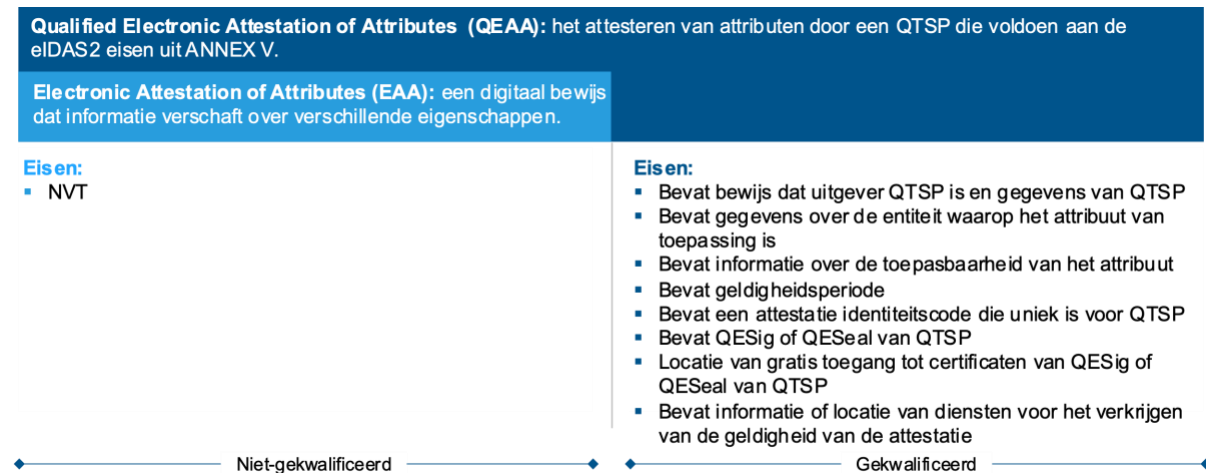 Qualified Electronic Attestation of Attributes (QEAA): het attesteren van attributen door een QTSP die voldoen aan de
eIDAS2 eisen uit ANNEX V.
Electronic Attestation of Attributes (EAA): een digitaal bewijs
dat informatie verschaft over verschillende eigenschappen.
Eisen:
▪ NVT
Eisen:
▪ Bevat bewijs dat uitgever QTSP is en gegevens van QTSP
▪ Bevat gegevens over de entiteit waarop het attribuut van
toepassing is
▪ Bevat informatie over de toepasbaarheid van het attribuut
▪ Bevat geldigheidsperiode
▪ Bevat een attestatie identiteitscode die uniek is voor QTSP
▪ Bevat QESig of QESeal van QTSP
▪ Locatie van gratis toegang tot certificaten van QESig of
QESeal van QTSP
▪ Bevat informatie of locatie van diensten voor het verkrijgen
van de geldigheid van de attestatie
Niet-gekwalificeerd
Gekwalificeerd